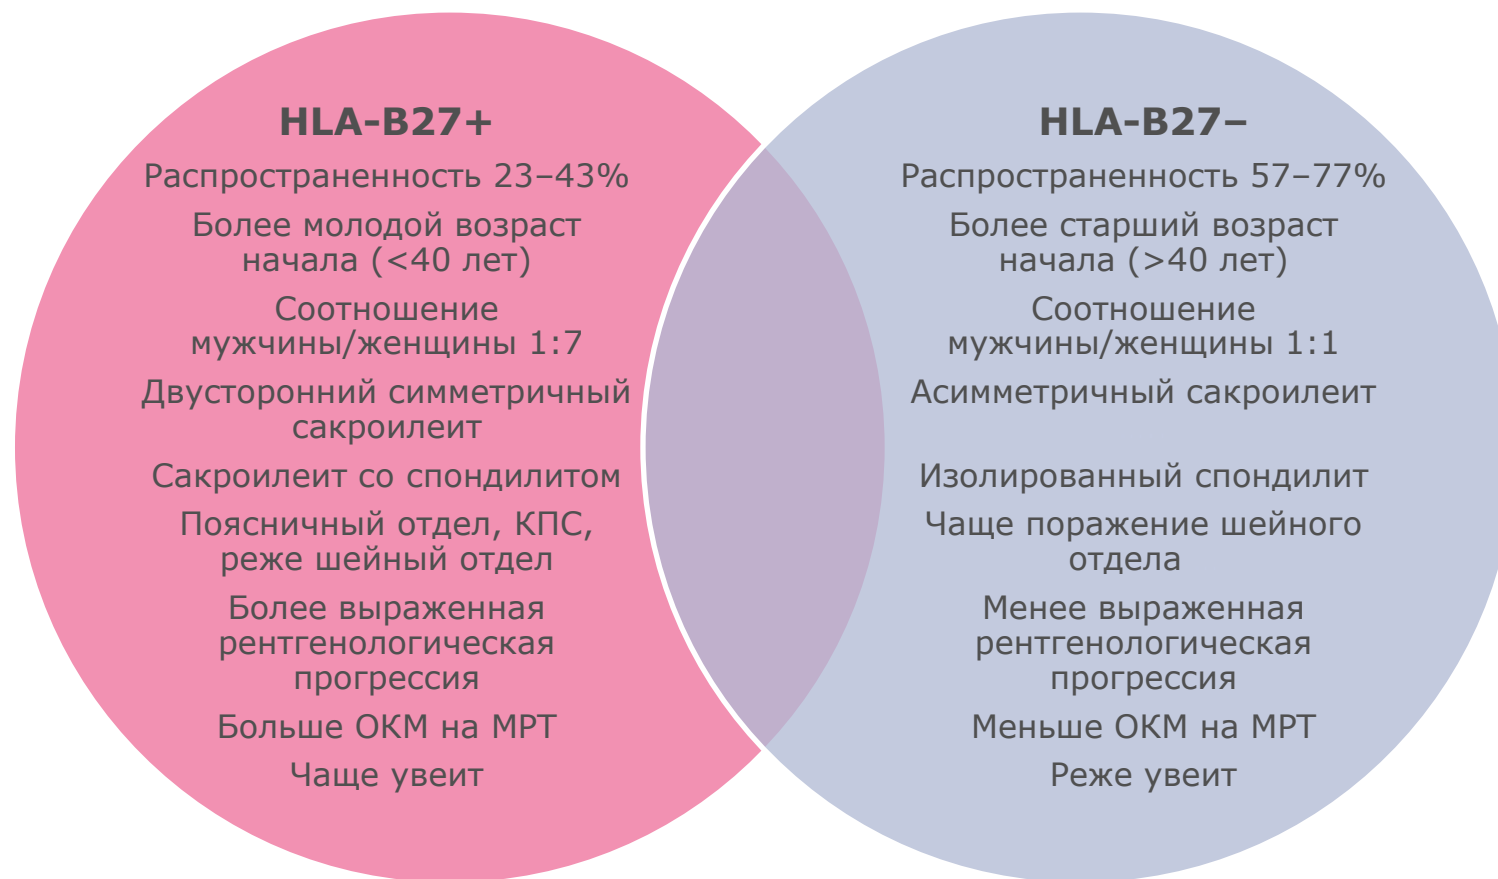 HLA-B27+
Распространенность 23–43%
Более молодой возраст
начала (<40 лет)
Соотношение
мужчины/женщины 1:7
Двусторонний симметричный
сакроилеит
Сакроилеит со спондилитом
Поясничный отдел, КПС,
реже шейный отдел
Более выраженная
рентгенологическая
прогрессия
Больше ОКМ на МРТ
Чаще увеит
HLA-B27–
Распространенность 57–77%
Более старший возраст
начала (>40 лет)
Соотношение
мужчины/женщины 1:1
Асимметричный сакроилеит
Изолированный спондилит
Чаще поражение шейного
отдела
Менее выраженная
рентгенологическая
прогрессия
Меньше ОКМ на МРТ
Реже увеит